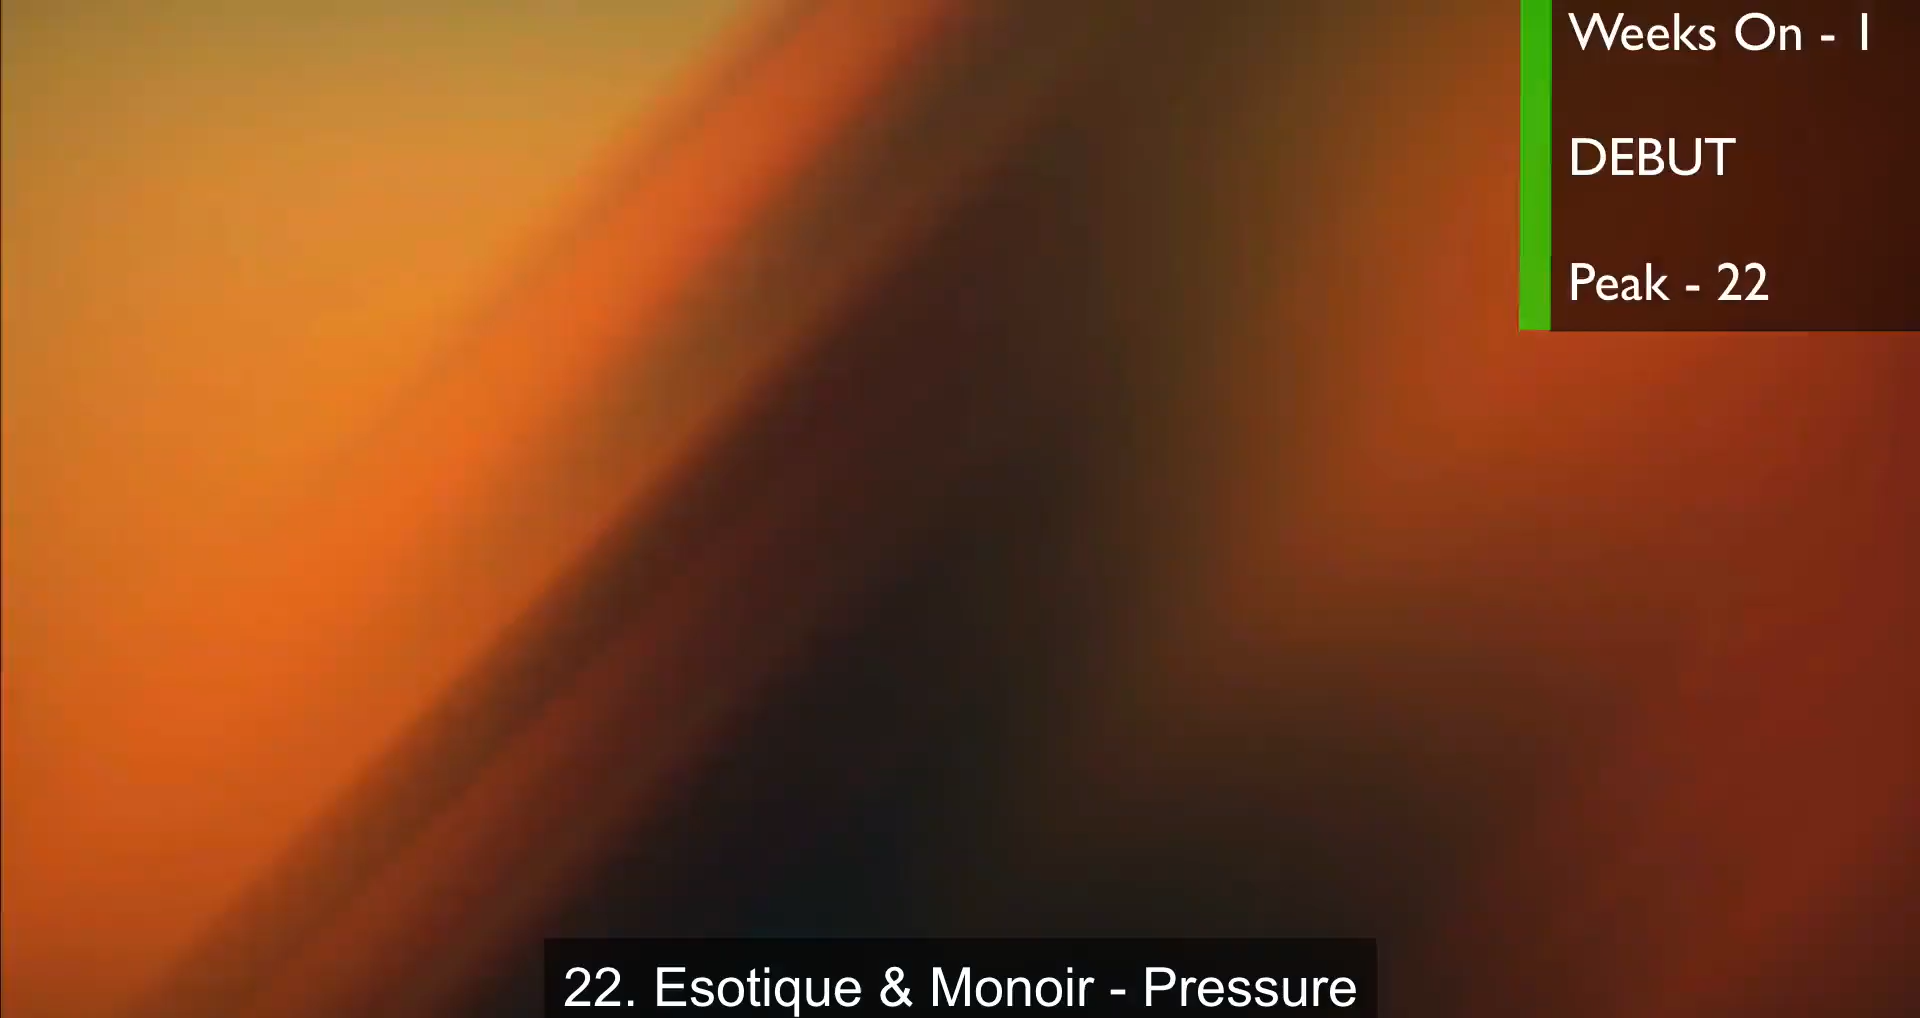 Weeks On - 1
DEBUT
Peak - 22
22. Esotique & Monoir - Pressure